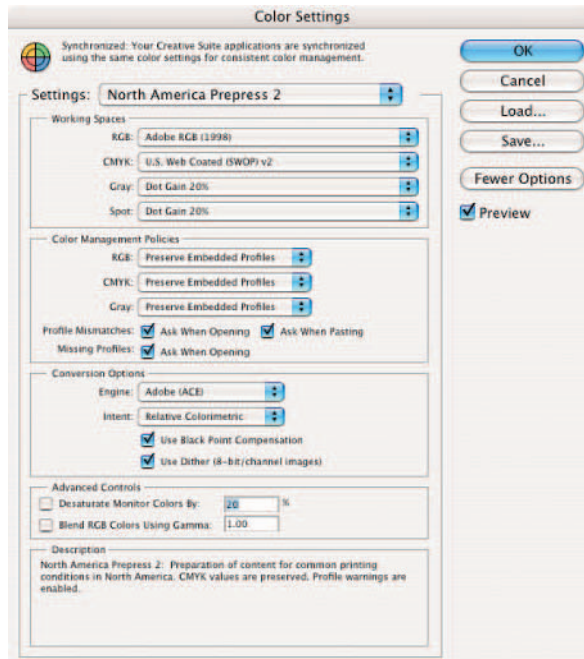 Color Settings
Synchronized: Your Creative Suite applications are synchronized
using the same color settings for consistent color management.
OK
Cancel
Load...
Save...
Fewer Options
Preview
Settings: North America Prepress 2
Working Spaces
RGB: Adobe RGB (1998)
CMYK: U.S. Web Coated (SWOP) v2
Gray: Dot Gain 20%
Spot: Dot Gain 20%
Color Management Policies
RGB: Preserve Embedded Profiles
CMYK: Preserve Embedded Profiles
Gray: Preserve Embedded Profiles
Profile Mismatches: Ask When Opening Ask When Pasting
Missing Profiles: Ask When Opening
Conversion Options
Engine: Adobe (ACE)
Intent: Relative Colorimetric
Use Black Point Compensation
Use Dither (8-bit/channel images)
Advanced Controls
Desaturate Monitor Colors By: 20 %
Blend RGB Colors Using Gamma: 1.00
Description
North America Prepress 2: Preparation of content for common printing
conditions in North America. CMYK values are preserved. Profile warnings are
enabled.